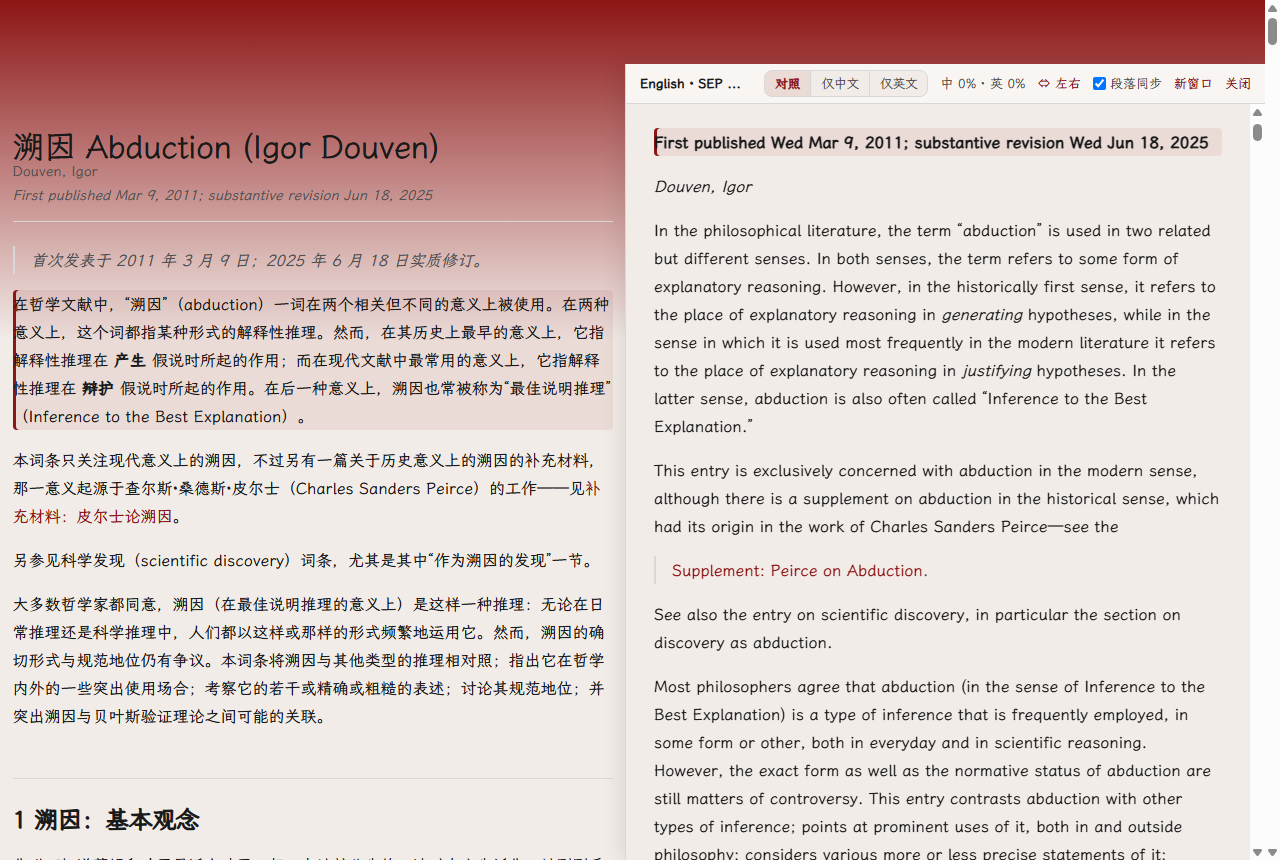 溯因 Abduction (Igor Douven)
Douven, Igor
First published Mar 9, 2011; substantive revision Jun 18, 2025
首次发表于 2011 年 3 月 9 日；2025 年 6 月 18 日实质修订。
在哲学文献中，“溯因”（abduction）一词在两个相关但不同的意义上被使用。在两种
意义上，这个词都指某种形式的解释性推理。然而，在其历史上最早的意义上，它指
解释性推理在 产生 假说时所起的作用；而在现代文献中最常用的意义上，它指解释
性推理在 辩护 假说时所起的作用。在后一种意义上，溯因也常被称为“最佳说明推理”
（Inference to the Best Explanation）。
本词条只关注现代意义上的溯因，不过另有一篇关于历史意义上的溯因的补充材料，
那一意义起源于查尔斯·桑德斯·皮尔士（Charles Sanders Peirce）的工作——见补
充材料：皮尔士论溯因。
另参见科学发现（scientific discovery）词条，尤其是其中“作为溯因的发现”一节。
大多数哲学家都同意，溯因（在最佳说明推理的意义上）是这样一种推理：无论在日
常推理还是科学推理中，人们都以这样或那样的形式频繁地运用它。然而，溯因的确
切形式与规范地位仍有争议。本词条将溯因与其他类型的推理相对照；指出它在哲学
内外的一些突出使用场合；考察它的若干或精确或粗糙的表述；讨论其规范地位；并
突出溯因与贝叶斯验证理论之间可能的关联。
1 溯因：基本观念
English · SEP ...
对照 仅中文 仅英文 中 0% · 英 0% ⇔ 左右 段落同步 新窗口 关闭
First published Wed Mar 9, 2011; substantive revision Wed Jun 18, 2025
Douven, Igor
In the philosophical literature, the term “abduction” is used in two related
but different senses. In both senses, the term refers to some form of
explanatory reasoning. However, in the historically first sense, it refers to
the place of explanatory reasoning in generating hypotheses, while in the
sense in which it is used most frequently in the modern literature it refers
to the place of explanatory reasoning in justifying hypotheses. In the
latter sense, abduction is also often called “Inference to the Best
Explanation.”
This entry is exclusively concerned with abduction in the modern sense,
although there is a supplement on abduction in the historical sense, which
had its origin in the work of Charles Sanders Peirce—see the
Supplement: Peirce on Abduction.
See also the entry on scientific discovery, in particular the section on
discovery as abduction.
Most philosophers agree that abduction (in the sense of Inference to the
Best Explanation) is a type of inference that is frequently employed, in
some form or other, both in everyday and in scientific reasoning.
However, the exact form as well as the normative status of abduction are
still matters of controversy. This entry contrasts abduction with other
types of inference; points at prominent uses of it, both in and outside
philosophy; considers various more or less precise statements of it;